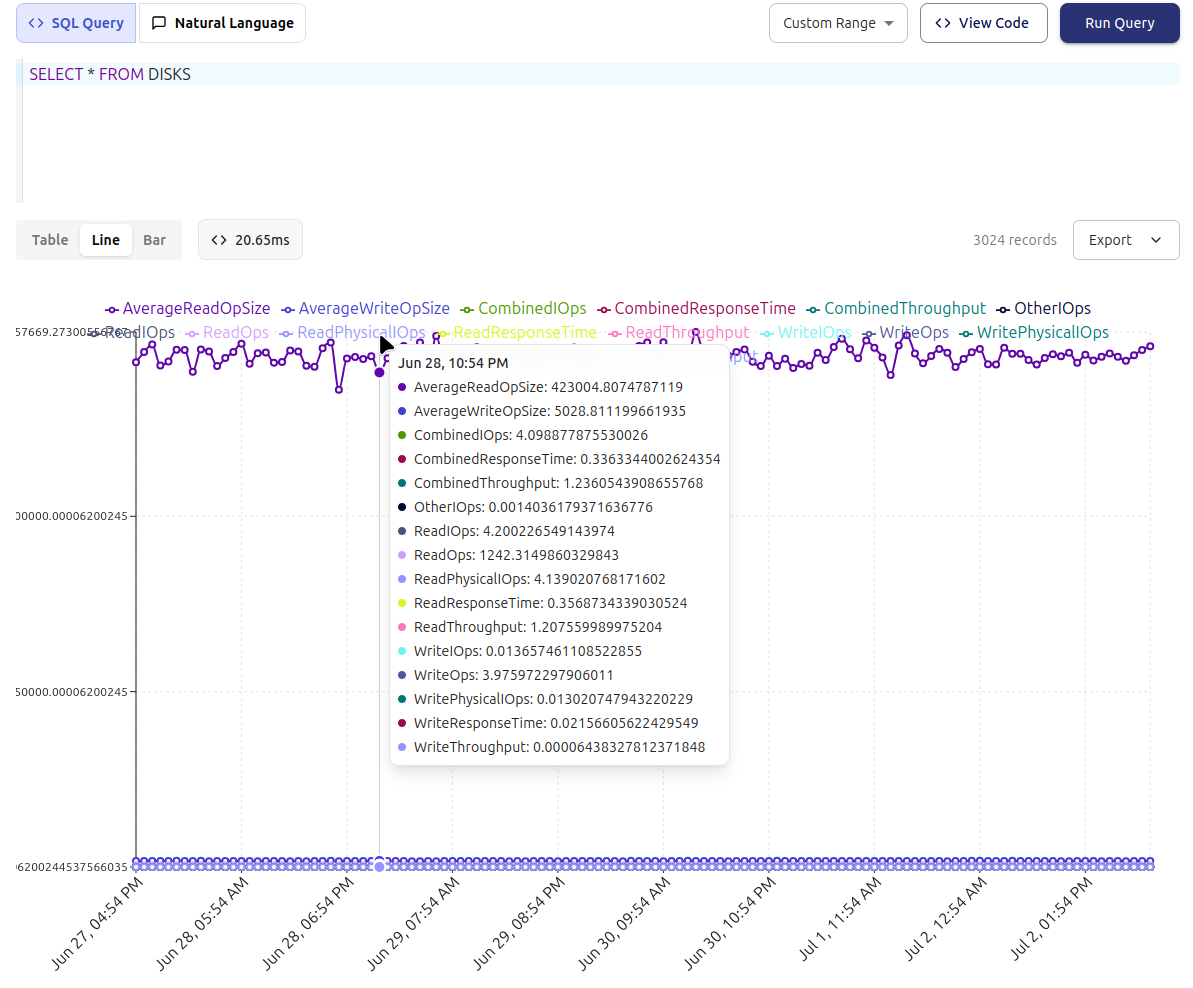 SQL Query
Natural Language
Custom Range
View Code
Run Query
SELECT * FROM DISKS
Table Line Bar
20.65ms
3024 records
Export
AverageReadOpSize AverageWriteOpSize CombinedIOps CombinedResponseTime CombinedThroughput OtherIOps
ReadIOps ReadOps ReadPhysicalIOps ReadResponseTime ReadThroughput WriteIOps WriteOps WritePhysicalIOps
Jun 28, 10:54 PM
AverageReadOpSize: 423004.8074787119
AverageWriteOpSize: 5028.811199661935
CombinedIOps: 4.098877875530026
CombinedResponseTime: 0.3363344002624354
CombinedThroughput: 1.2360543908655768
OtherIOps: 0.0014036179371636776
ReadIOps: 4.200226549143974
ReadOps: 1242.3149860329843
ReadPhysicalIOps: 4.139020768171602
ReadResponseTime: 0.3568734339030524
ReadThroughput: 1.207559989975204
WriteIOps: 0.013657461108522855
WriteOps: 3.975972297906011
WritePhysicalIOps: 0.013020747943220229
WriteResponseTime: 0.02156605622429549
WriteThroughput: 0.00006438327812371848
00000.00006200245
50000.00006200245
06200244537566035
Jun 27, 04:54 PM
Jun 28, 05:54 AM
Jun 28, 06:54 PM
Jun 29, 07:54 AM
Jun 29, 08:54 PM
Jun 30, 09:54 AM
Jun 30, 10:54 PM
Jul 1, 11:54 AM
Jul 2, 12:54 AM
Jul 2, 01:54 PM